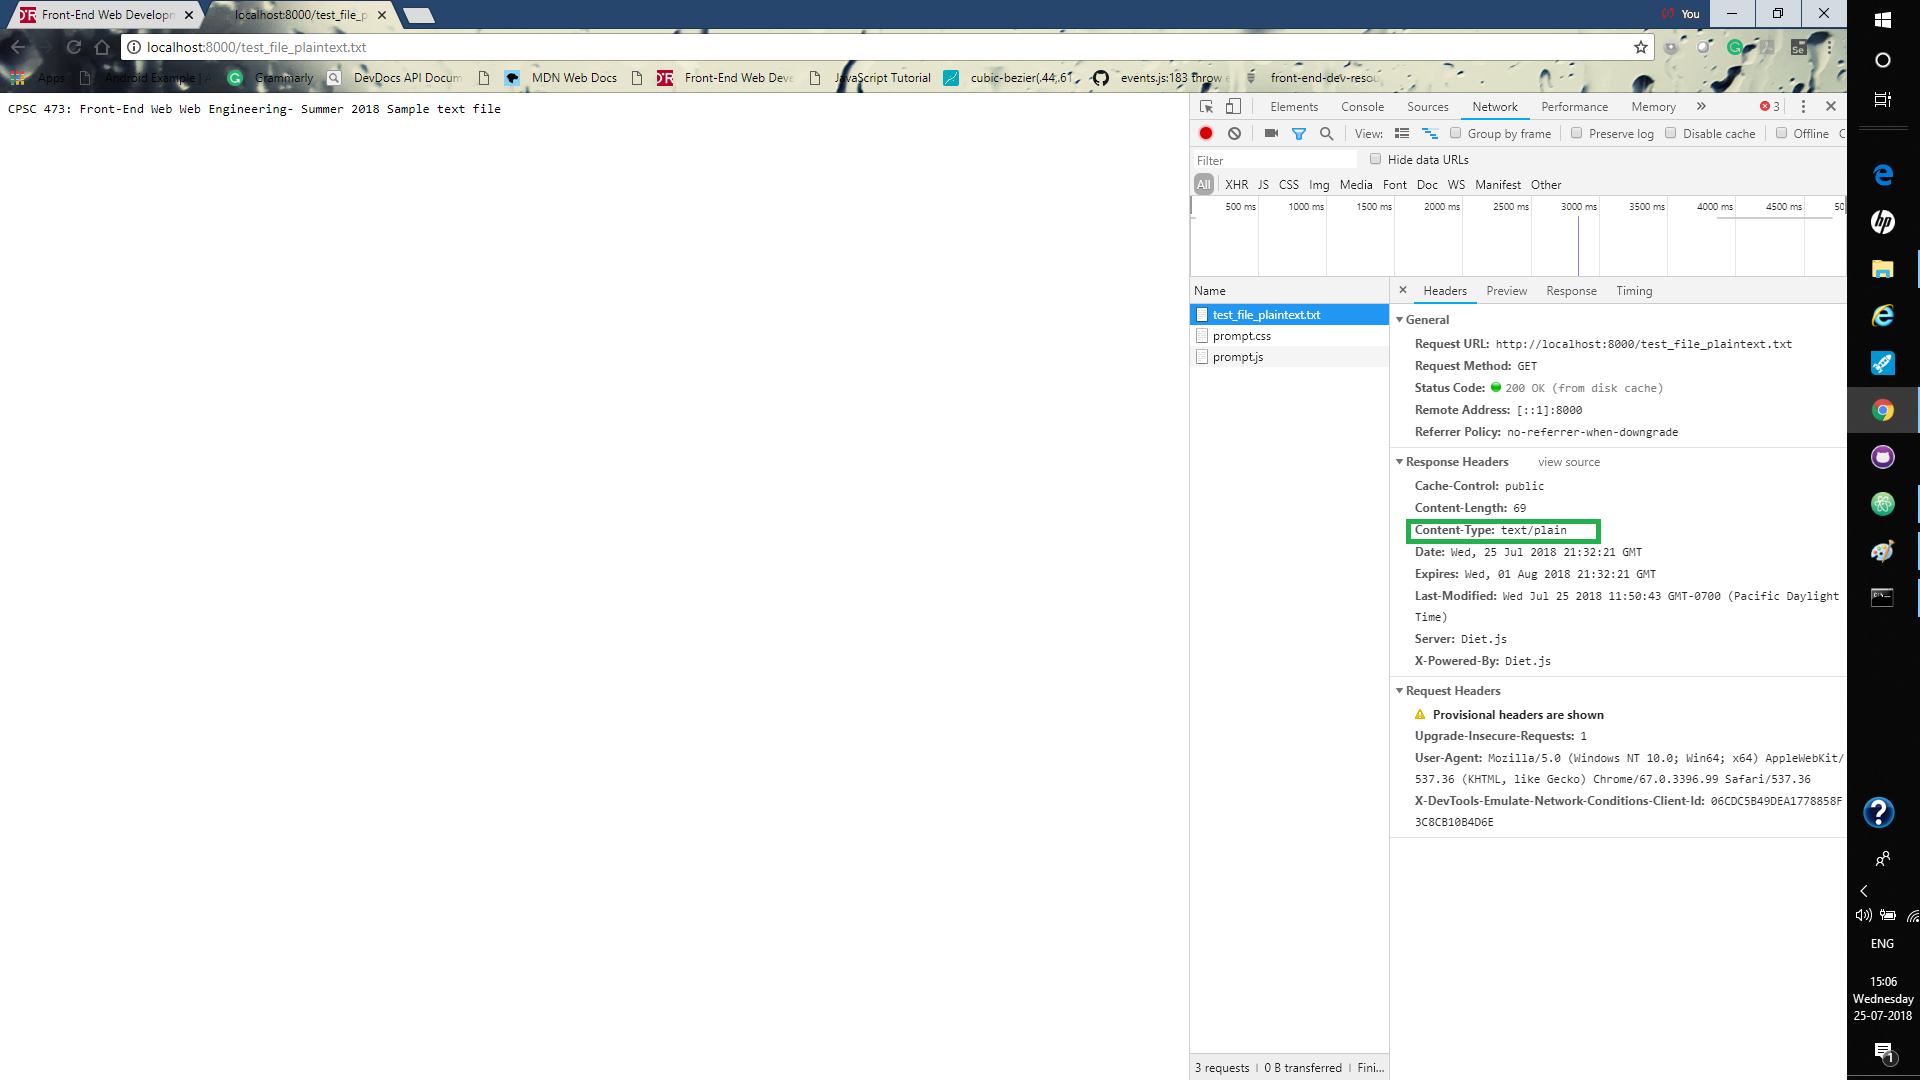 Front-End Web Developn
localhost:8000/test_file_p
You
localhost:8000/test_file_plaintext.txt
Apps
Android Example
Grammarly
DevDocs API Docum
MDN Web Docs
Front-End Web Deve
JavaScript Tutorial
cubic-bezier(.44,.61
events.js:183 throw e
front-end-dev-resou
CPSC 473: Front-End Web Web Engineering- Summer 2018 Sample text file
Elements Console Sources Network Performance Memory » 3
View: Group by frame Preserve log Disable cache Offline C
Filter Hide data URLs
All XHR JS CSS Img Media Font Doc WS Manifest Other
500 ms 1000 ms 1500 ms 2000 ms 2500 ms 3000 ms 3500 ms 4000 ms 4500 ms 50
Name
test_file_plaintext.txt
prompt.css
prompt.js
3 requests | 0 B transferred | Fini...
Headers Preview Response Timing
General
Request URL: http://localhost:8000/test_file_plaintext.txt
Request Method: GET
Status Code: 200 OK (from disk cache)
Remote Address: [::1]:8000
Referrer Policy: no-referrer-when-downgrade
Response Headers view source
Cache-Control: public
Content-Length: 69
Content-Type: text/plain
Date: Wed, 25 Jul 2018 21:32:21 GMT
Expires: Wed, 01 Aug 2018 21:32:21 GMT
Last-Modified: Wed Jul 25 2018 11:50:43 GMT-0700 (Pacific Daylight
Time)
Server: Diet.js
X-Powered-By: Diet.js
Request Headers
Provisional headers are shown
Upgrade-Insecure-Requests: 1
User-Agent: Mozilla/5.0 (Windows NT 10.0; Win64; x64) AppleWebKit/
537.36 (KHTML, like Gecko) Chrome/67.0.3396.99 Safari/537.36
X-DevTools-Emulate-Network-Conditions-Client-Id: 06CDC5B49DEA1778858F
3C8CB10B4D6E
hp
ENG
15:06
Wednesday
25-07-2018
1